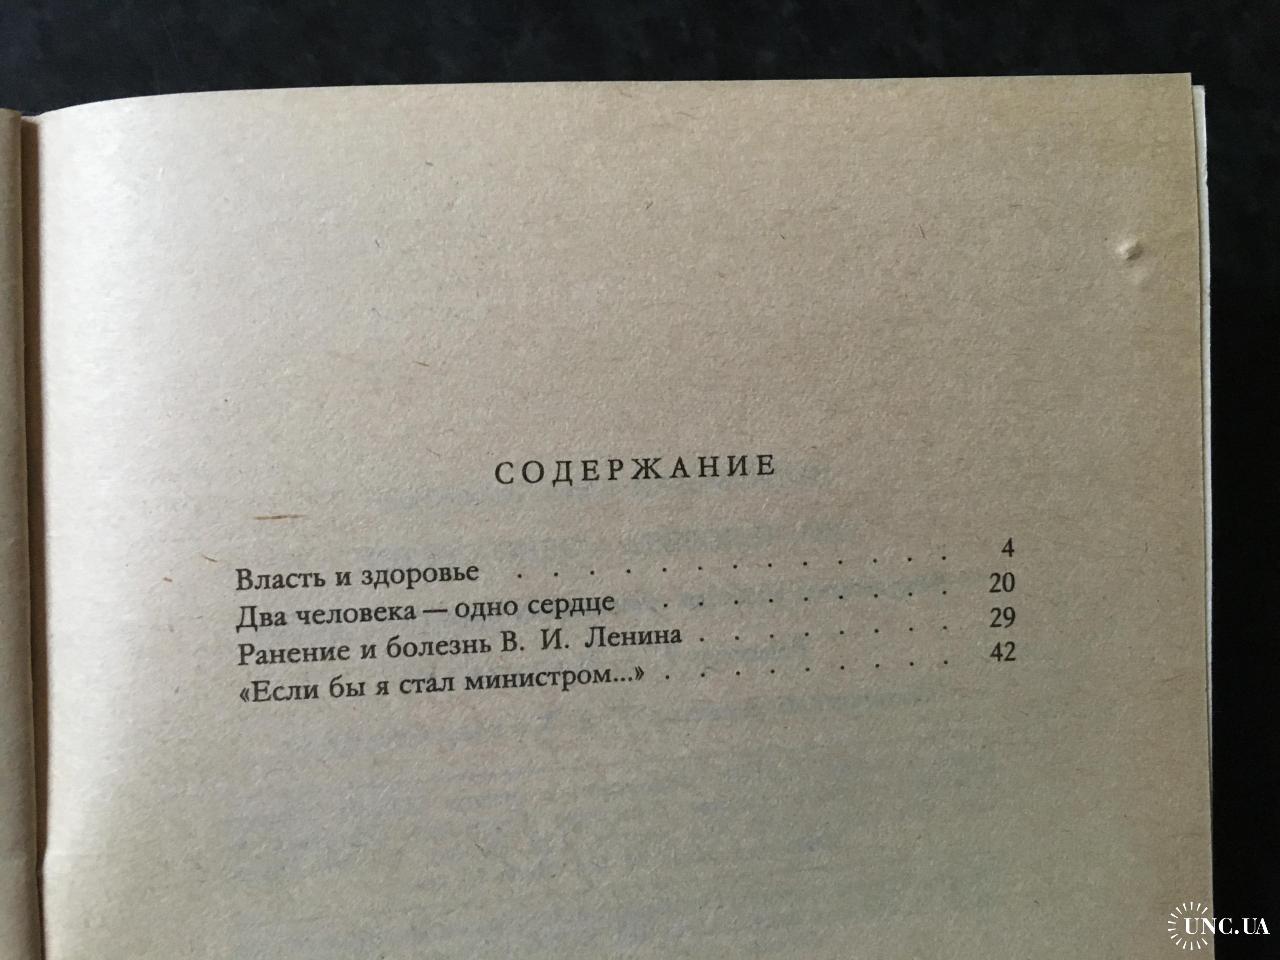 СОДЕРЖАНИЕ
Власть и здоровье . . . . . . . . . . . . . 4
Два человека — одно сердце . . . . . . . . . 20
Ранение и болезнь В. И. Ленина . . . . . . . . 29
«Если бы я стал министром...» . . . . . . . . . 42
UNC.UA